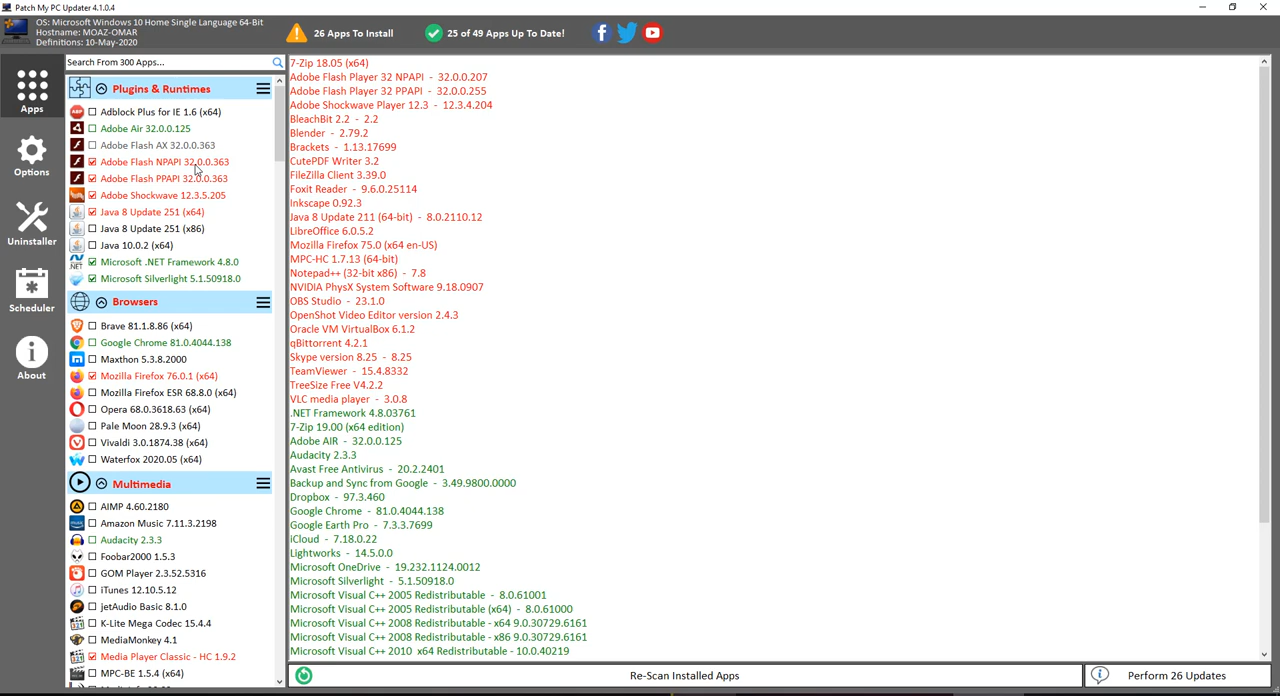 Patch My PC Updater 4.1.0.4
OS: Microsoft Windows 10 Home Single Language 64-Bit
Hostname: MOAZ-OMAR
Definitions: 10-May-2020
26 Apps To Install
25 of 49 Apps Up To Date!
Apps
Options
Uninstaller
Scheduler
About
Search From 300 Apps...
Plugins & Runtimes
Adblock Plus for IE 1.6 (x64)
Adobe Air 32.0.0.125
Adobe Flash AX 32.0.0.363
Adobe Flash NPAPI 32.0.0.363
Adobe Flash PPAPI 32.0.0.363
Adobe Shockwave 12.3.5.205
Java 8 Update 251 (x64)
Java 8 Update 251 (x86)
Java 10.0.2 (x64)
Microsoft .NET Framework 4.8.0
Microsoft Silverlight 5.1.50918.0
Browsers
Brave 81.1.8.86 (x64)
Google Chrome 81.0.4044.138
Maxthon 5.3.8.2000
Mozilla Firefox 76.0.1 (x64)
Mozilla Firefox ESR 68.8.0 (x64)
Opera 68.0.3618.63 (x64)
Pale Moon 28.9.3 (x64)
Vivaldi 3.0.1874.38 (x64)
Waterfox 2020.05 (x64)
Multimedia
AIMP 4.60.2180
Amazon Music 7.11.3.2198
Audacity 2.3.3
Foobar2000 1.5.3
GOM Player 2.3.52.5316
iTunes 12.10.5.12
jetAudio Basic 8.1.0
K-Lite Mega Codec 15.4.4
MediaMonkey 4.1
Media Player Classic - HC 1.9.2
MPC-BE 1.5.4 (x64)
7-Zip 18.05 (x64)
Adobe Flash Player 32 NPAPI - 32.0.0.207
Adobe Flash Player 32 PPAPI - 32.0.0.255
Adobe Shockwave Player 12.3 - 12.3.4.204
BleachBit 2.2 - 2.2
Blender - 2.79.2
Brackets - 1.13.17699
CutePDF Writer 3.2
FileZilla Client 3.39.0
Foxit Reader - 9.6.0.25114
Inkscape 0.92.3
Java 8 Update 211 (64-bit) - 8.0.2110.12
LibreOffice 6.0.5.2
Mozilla Firefox 75.0 (x64 en-US)
MPC-HC 1.7.13 (64-bit)
Notepad++ (32-bit x86) - 7.8
NVIDIA PhysX System Software 9.18.0907
OBS Studio - 23.1.0
OpenShot Video Editor version 2.4.3
Oracle VM VirtualBox 6.1.2
qBittorrent 4.2.1
Skype version 8.25 - 8.25
TeamViewer - 15.4.8332
TreeSize Free V4.2.2
VLC media player - 3.0.8
.NET Framework 4.8.03761
7-Zip 19.00 (x64 edition)
Adobe AIR - 32.0.0.125
Audacity 2.3.3
Avast Free Antivirus - 20.2.2401
Backup and Sync from Google - 3.49.9800.0000
Dropbox - 97.3.460
Google Chrome - 81.0.4044.138
Google Earth Pro - 7.3.3.7699
iCloud - 7.18.0.22
Lightworks - 14.5.0.0
Microsoft OneDrive - 19.232.1124.0012
Microsoft Silverlight - 5.1.50918.0
Microsoft Visual C++ 2005 Redistributable - 8.0.61001
Microsoft Visual C++ 2005 Redistributable (x64) - 8.0.61000
Microsoft Visual C++ 2008 Redistributable - x64 9.0.30729.6161
Microsoft Visual C++ 2008 Redistributable - x86 9.0.30729.6161
Microsoft Visual C++ 2010 x64 Redistributable - 10.0.40219
Re-Scan Installed Apps
Perform 26 Updates